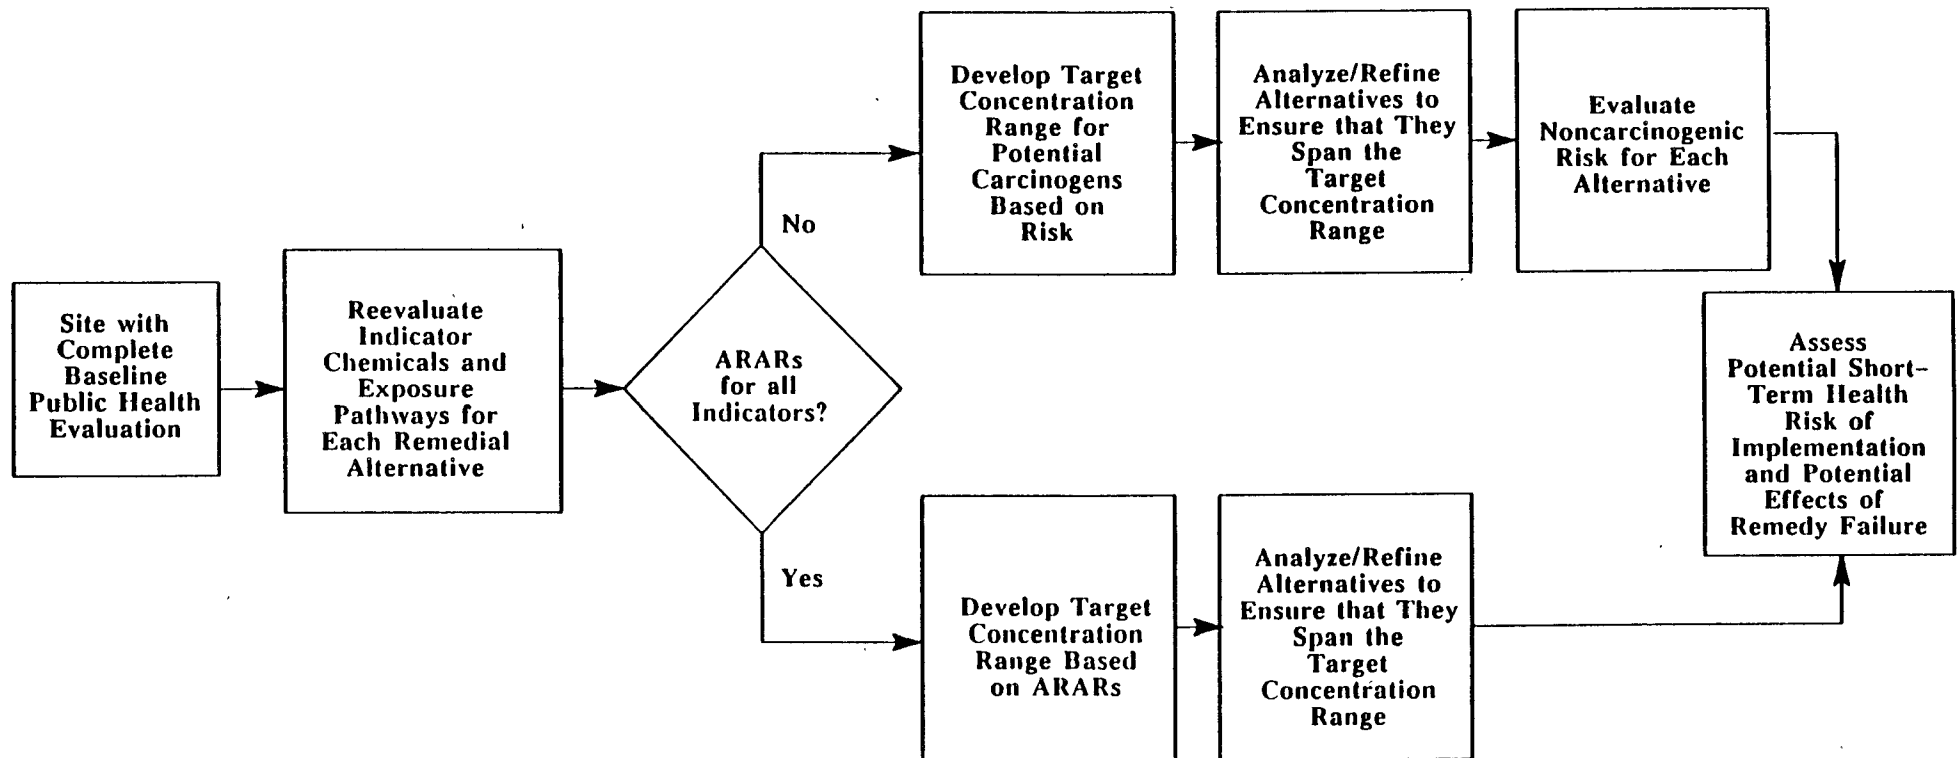 Site with
Complete
Baseline
Public Health
Evaluation
Reevaluate
Indicator
Chemicals and
Exposure
Pathways for
Each Remedial
Alternative
ARARs
for all
Indicators?
No
Develop Target
Concentration
Range for
Potential
Carcinogens
Based on
Risk
Analyze/Refine
Alternatives to
Ensure that They
Span the
Target
Concentration
Range
Evaluate
Noncarcinogenic
Risk for Each
Alternative
Yes
Develop Target
Concentration
Range Based
on ARARs
Analyze/Refine
Alternatives to
Ensure that They
Span the
Target
Concentration
Range
Assess
Potential Short-
Term Health
Risk of
Implementation
and Potential
Effects of
Remedy Failure